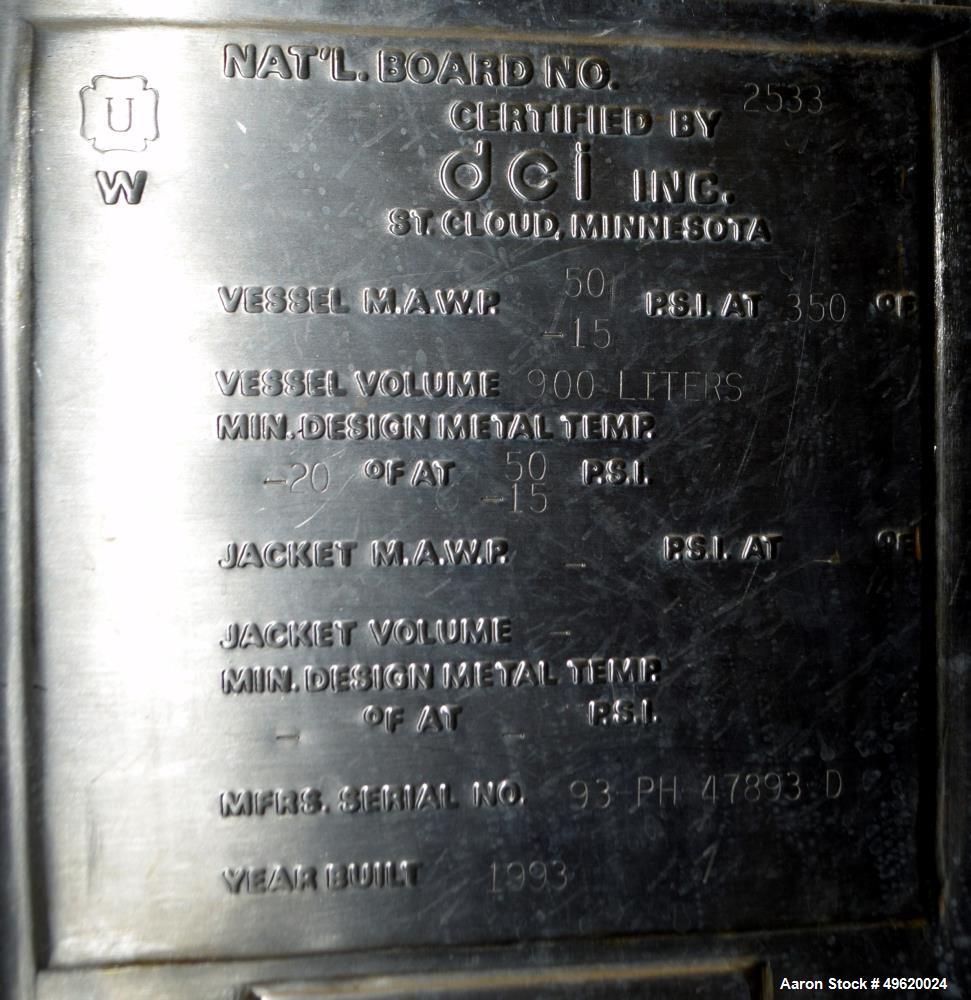 NAT'L. BOARD NO. 2533
U
W
CERTIFIED BY
dci INC.
ST. CLOUD, MINNESOTA
50
VESSEL M.A.W.P. P.S.I. AT 350 °F
-15
VESSEL VOLUME 900 LITERS
MIN. DESIGN METAL TEMP.
-20 °F AT 50 P.S.I.
-15
JACKET M.A.W.P. - P.S.I. AT - °F
JACKET VOLUME -
MIN. DESIGN METAL TEMP.
- °F AT - P.S.I.
MFRS. SERIAL NO. 93 PH 47893 D
YEAR BUILT 1993
Aaron Stock # 49620024